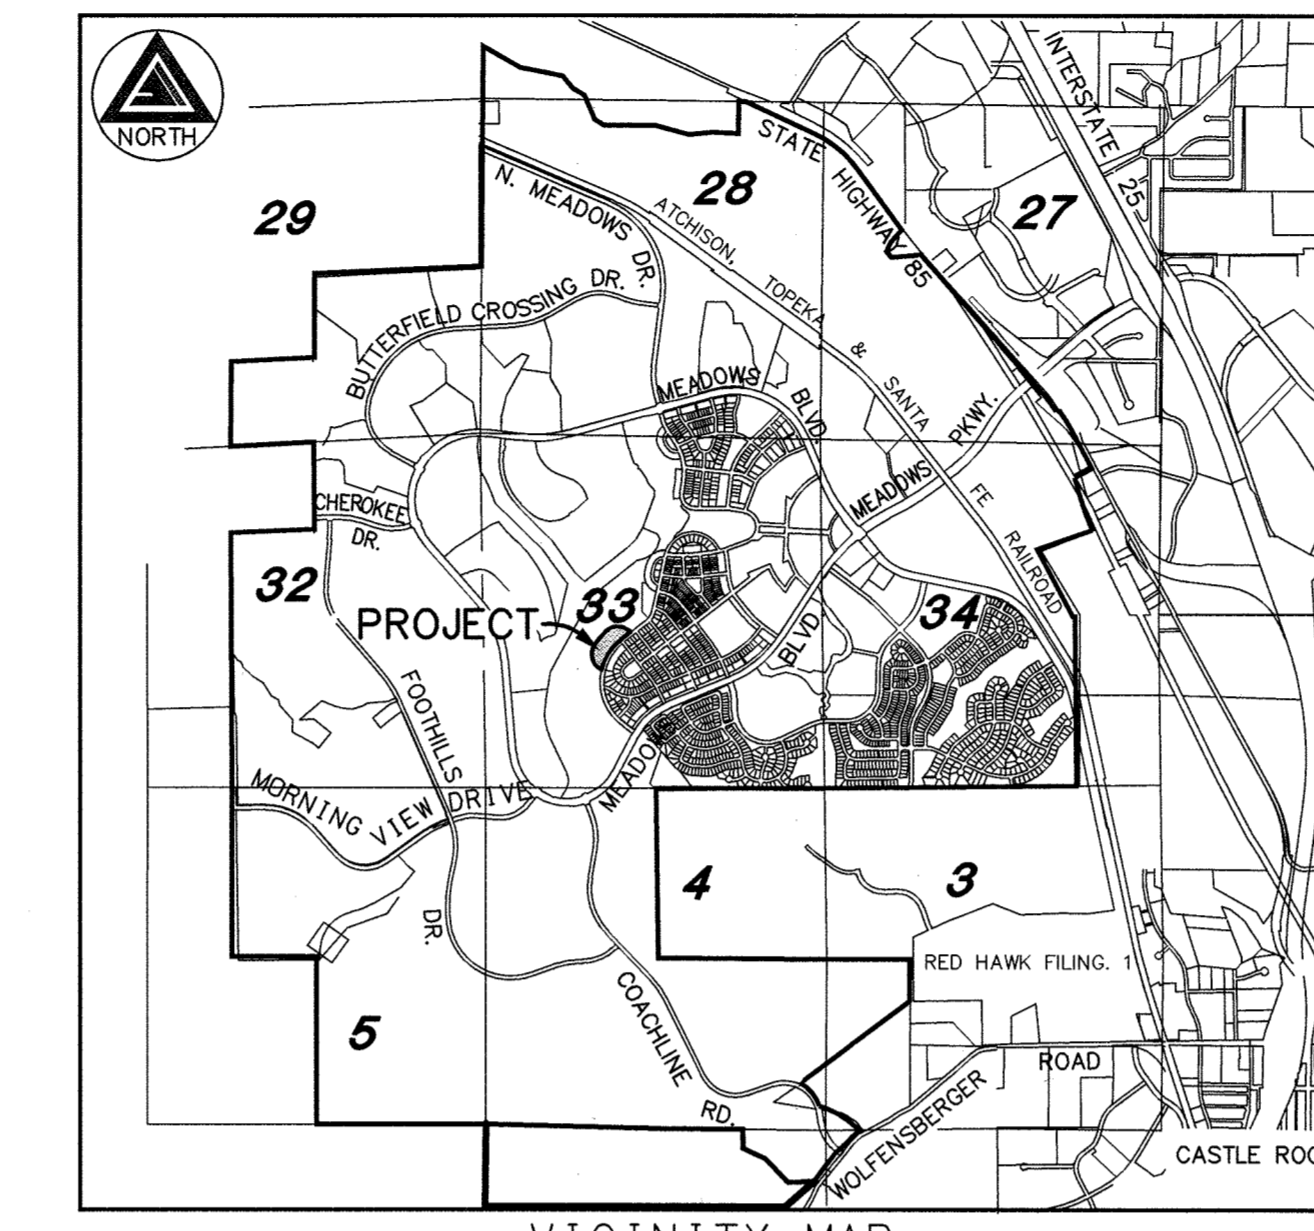 NORTH
INTERSTATE 25
STATE HIGHWAY 85
28
27
29
N. MEADOWS DR.
ATCHISON, TOPEKA & SANTA FE RAILROAD
BUTTERFIELD CROSSING DR.
MEADOWS BLVD.
MEADOWS PKWY.
CHEROKEE
DR.
32
33
34
PROJECT
MEADOWS BLVD.
FOOTHILLS DR.
MORNING VIEW DRIVE
4
3
RED HAWK FILING. 1
5
COACHLINE RD.
WOLFENSBERGER ROAD
CASTLE ROC
VICINITY MAP